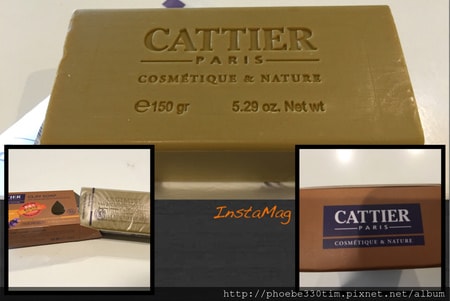 CATTIER
PARIS
COSMÉTIQUE & NATURE
℮150 gr 5.29 oz. Net wt
InstaMag
CATTIER
PARIS
COSMÉTIQUE & NATURE
http://phoebe330tim.pixnet.net/album